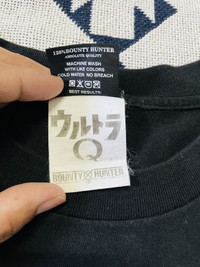 120%BOUNTY HUNTER
ABSOLUTE QUALITY
MACHINE WASH
WITH LIKE COLORS
COLD WATER NO BREACH
BEST RESULTS
ウルトラ
Q
BOUNTY HUNTER